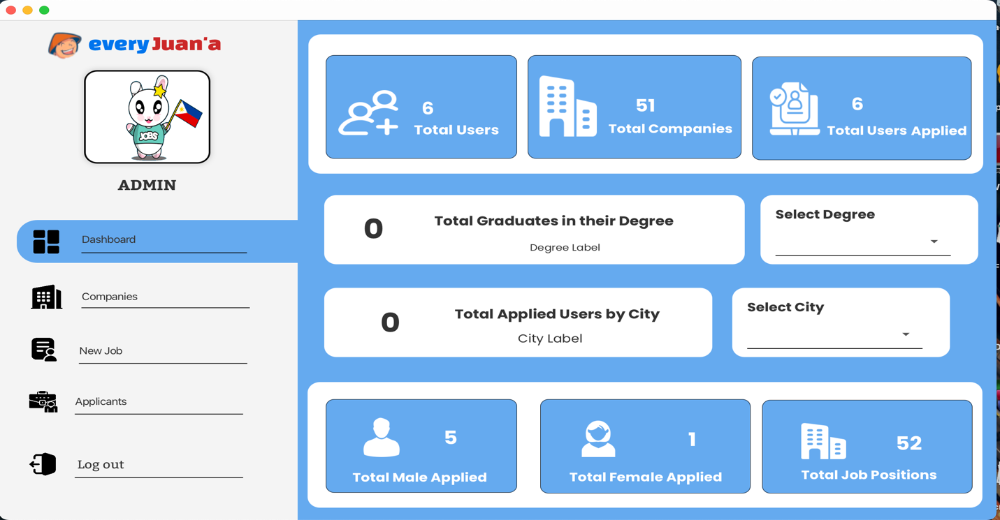 everyJuan'a
JOBS
ADMIN
Dashboard
Companies
New Job
Applicants
Log out
6
Total Users
51
Total Companies
6
Total Users Applied
0
Total Graduates in their Degree
Degree Label
Select Degree
0
Total Applied Users by City
City Label
Select City
5
Total Male Applied
1
Total Female Applied
52
Total Job Positions